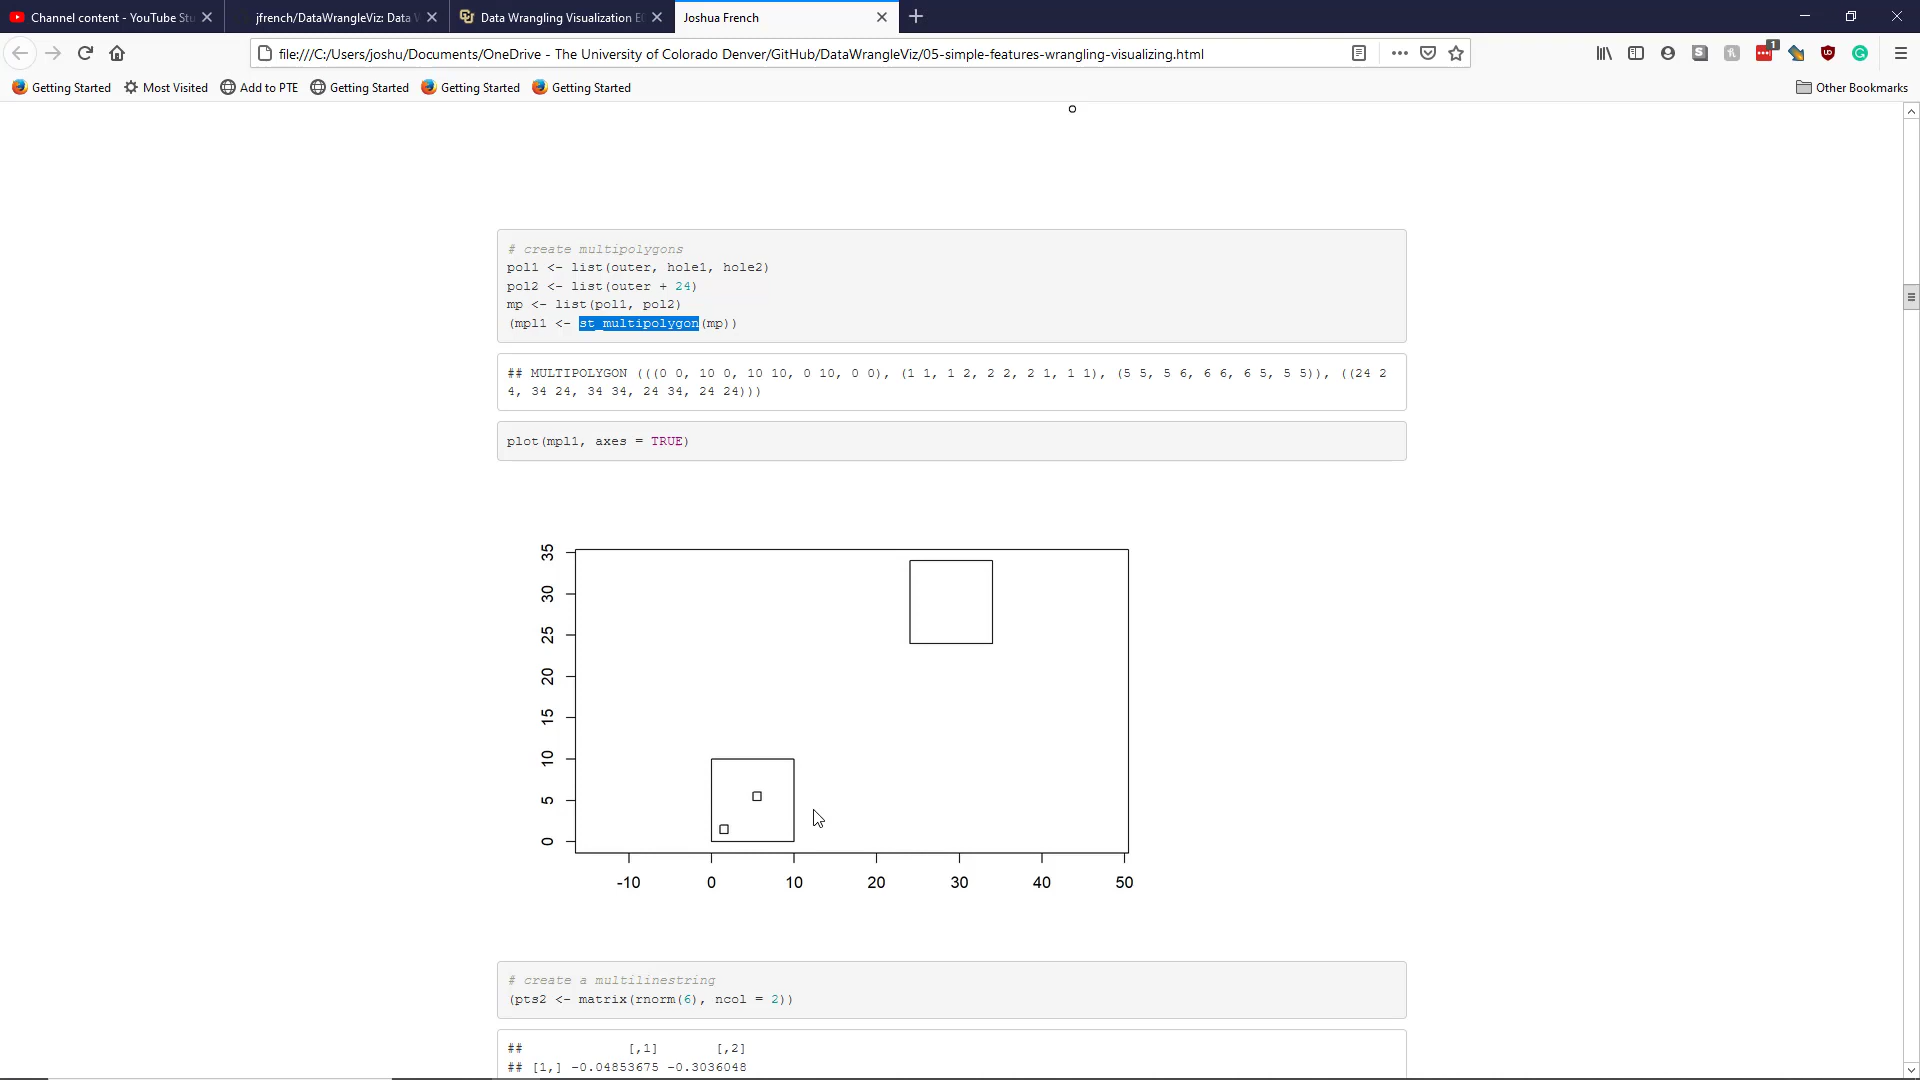 Channel content - YouTube Stu
jfrench/DataWrangleViz: Data W
Data Wrangling Visualization EC
Joshua French
file:///C:/Users/joshu/Documents/OneDrive - The University of Colorado Denver/GitHub/DataWrangleViz/05-simple-features-wrangling-visualizing.html
1
Getting Started
Most Visited
Add to PTE
Getting Started
Getting Started
Getting Started
Other Bookmarks
# create multipolygons
pol1 <- list(outer, hole1, hole2)
pol2 <- list(outer + 24)
mp <- list(pol1, pol2)
(mpl1 <- st_multipolygon(mp))
## MULTIPOLYGON (((0 0, 10 0, 10 10, 0 10, 0 0), (1 1, 1 2, 2 2, 2 1, 1 1), (5 5, 5 6, 6 6, 6 5, 5 5)), ((24 2
4, 34 24, 34 34, 24 34, 24 24)))
plot(mpl1, axes = TRUE)
35
30
25
20
15
10
5
0
-10 0 10 20 30 40 50
# create a multilinestring
(pts2 <- matrix(rnorm(6), ncol = 2))
## [,1] [,2]
## [1,] -0.04853675 -0.3036048